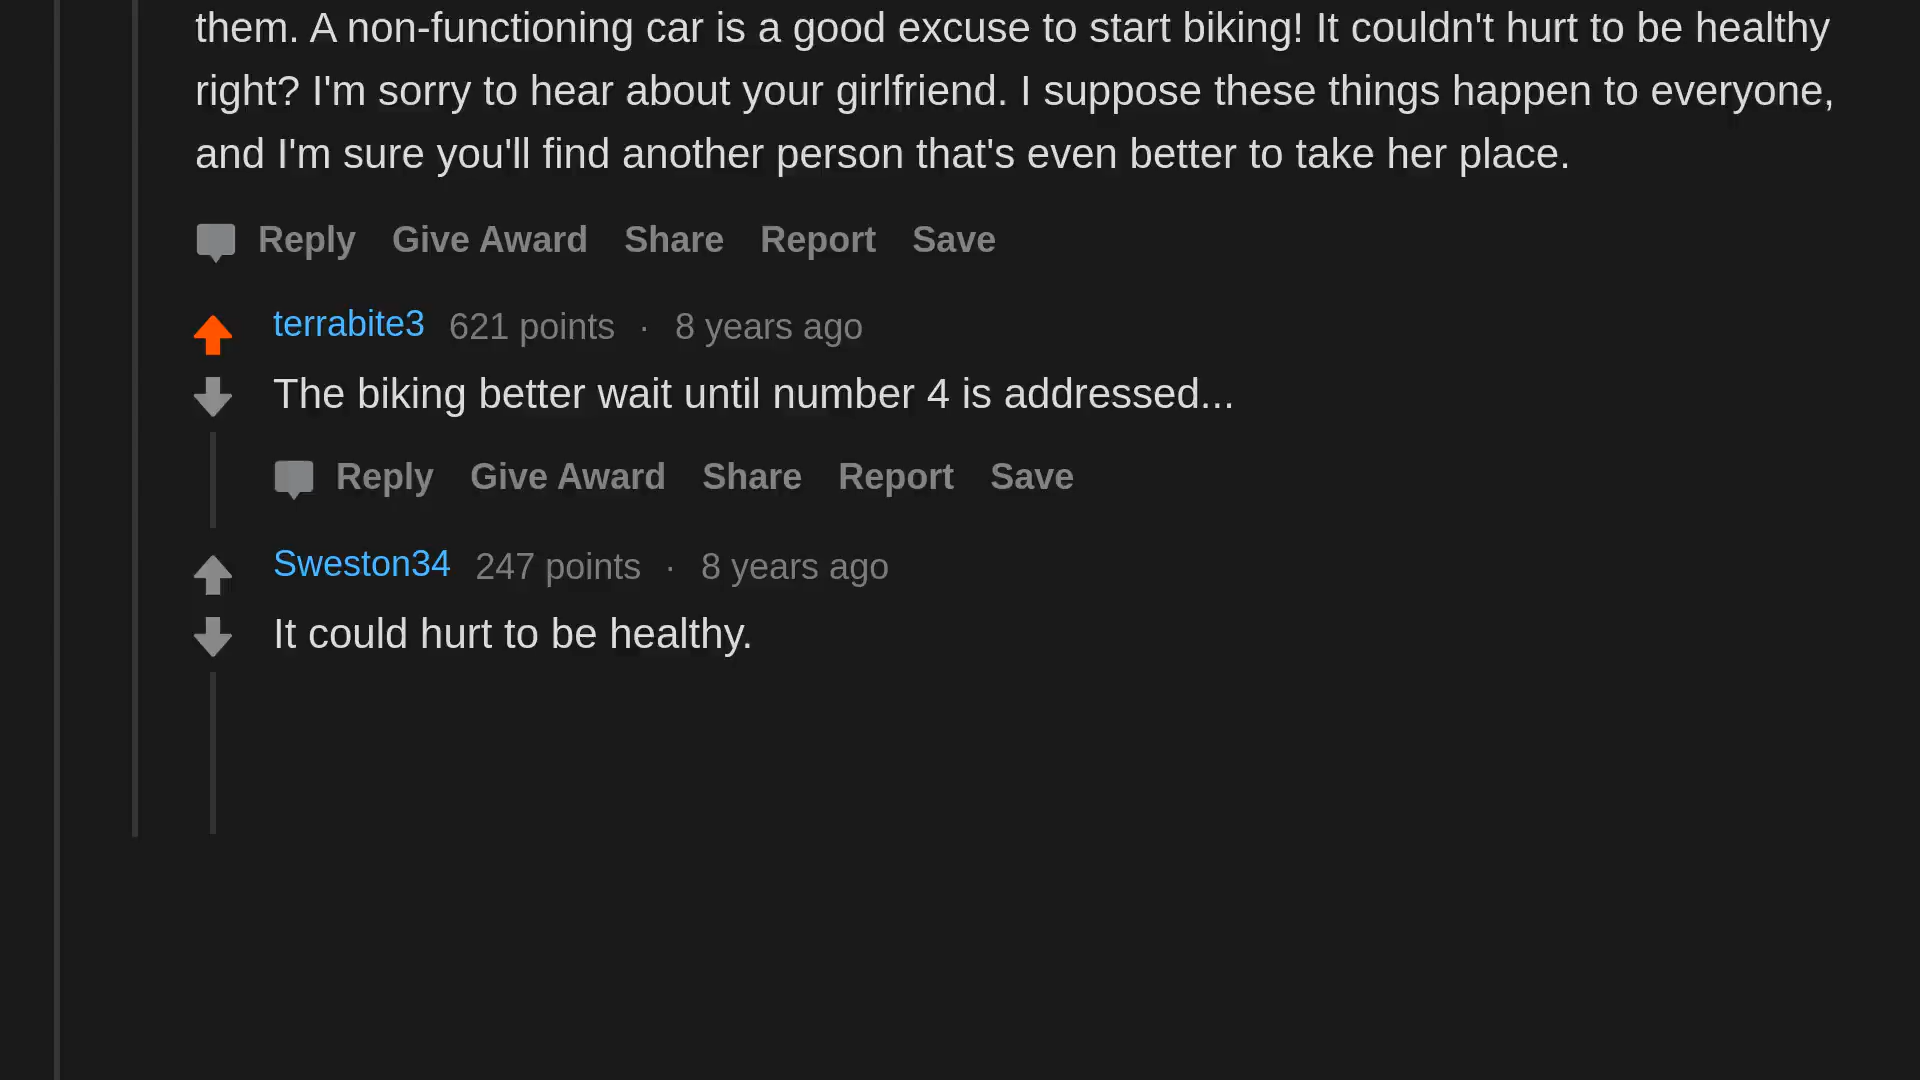 them. A non-functioning car is a good excuse to start biking! It couldn't hurt to be healthy
right? I'm sorry to hear about your girlfriend. I suppose these things happen to everyone,
and I'm sure you'll find another person that's even better to take her place.
Reply Give Award Share Report Save
terrabite3 621 points · 8 years ago
The biking better wait until number 4 is addressed...
Reply Give Award Share Report Save
Sweston34 247 points · 8 years ago
It could hurt to be healthy.